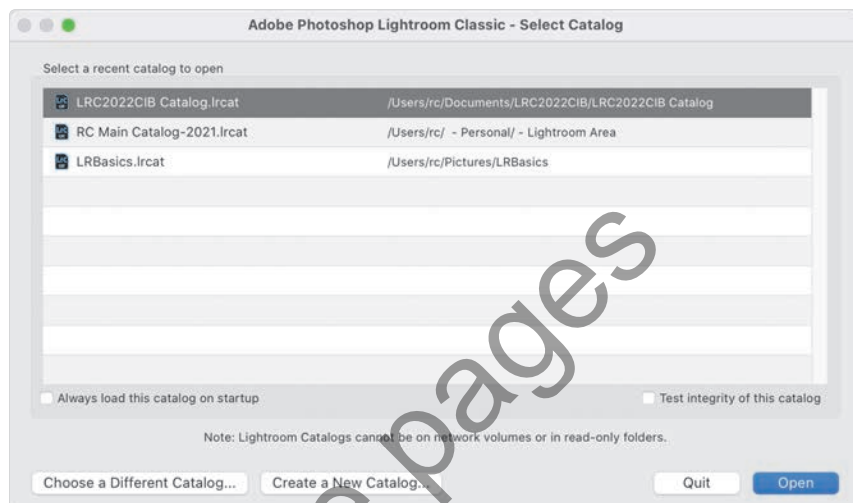 Adobe Photoshop Lightroom Classic - Select Catalog
Select a recent catalog to open
LRC2022CIB Catalog.lrcat /Users/rc/Documents/LRC2022CIB/LRC2022CIB Catalog
RC Main Catalog-2021.lrcat /Users/rc/ - Personal/ - Lightroom Area
LRBasics.lrcat /Users/rc/Pictures/LRBasics
Always load this catalog on startup Test integrity of this catalog
Note: Lightroom Catalogs cannot be on network volumes or in read-only folders.
Choose a Different Catalog... Create a New Catalog... Quit Open
pages